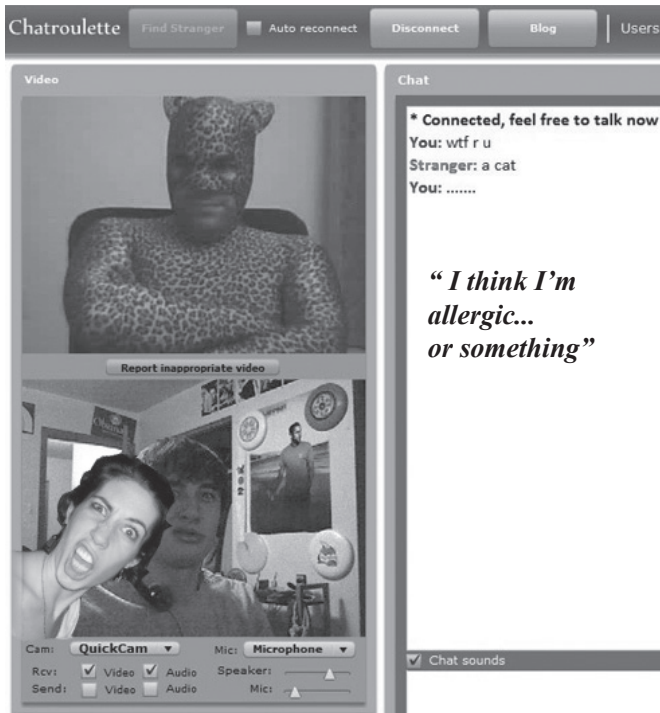 Chatroulette Find Stranger Auto reconnect Disconnect Blog Users
Video
Chat
* Connected, feel free to talk now
You: wtf r u
Stranger: a cat
You: .......
“ I think I’m
allergic...
or something”
Report inappropriate video
Cam: QuickCam Mic: Microphone
Rcv: Video Audio Speaker:
Send: Video Audio Mic:
Chat sounds